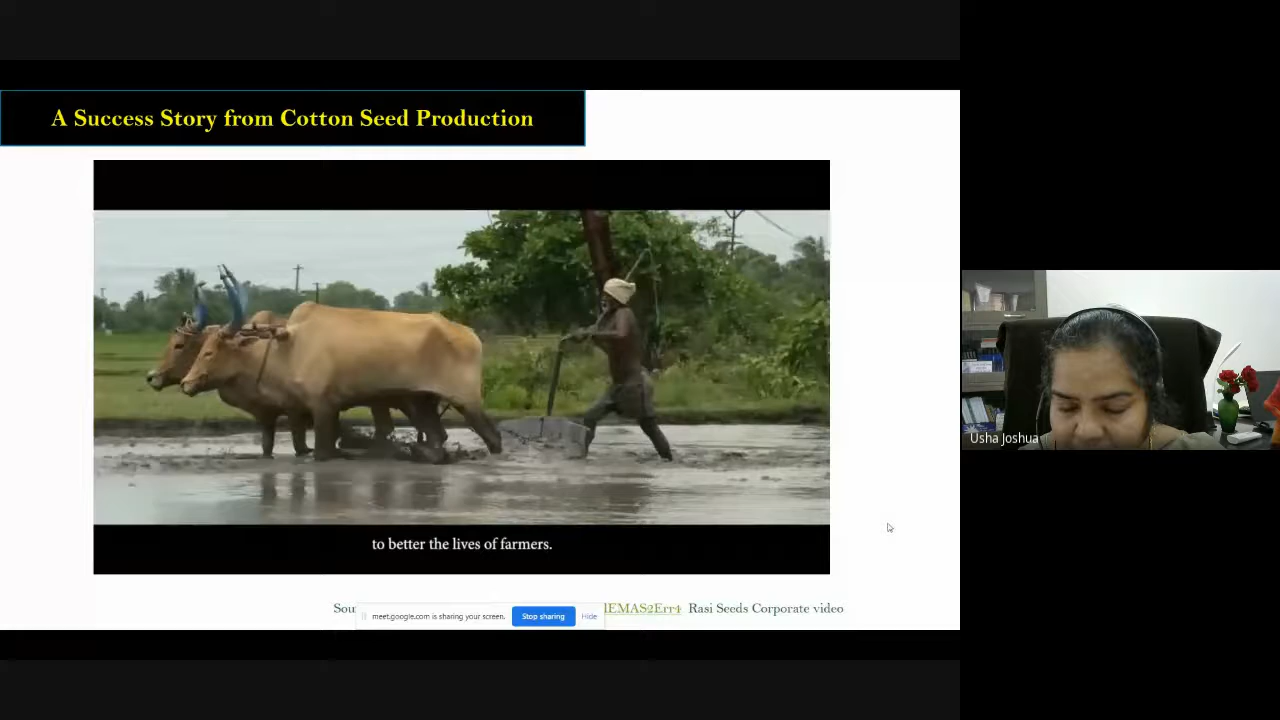 A Success Story from Cotton Seed Production
to better the lives of farmers.
Sou lEMAS2Err4 Rasi Seeds Corporate video
meet.google.com is sharing your screen. Stop sharing Hide
Usha Joshua